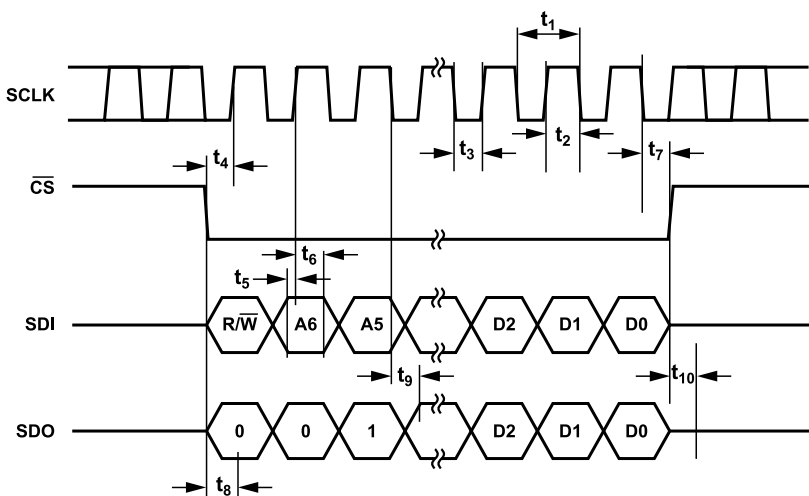 t1
SCLK
t4
t3
t2
t7
CS
t6
t5
SDI
R/W A6 A5 D2 D1 D0
t9
t10
SDO
0 0 1 D2 D1 D0
t8